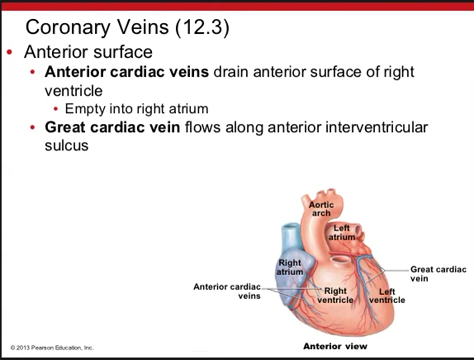 Coronary Veins (12.3)
• Anterior surface
• Anterior cardiac veins drain anterior surface of right
ventricle
• Empty into right atrium
• Great cardiac vein flows along anterior interventricular
sulcus
Aortic
arch
Left
atrium
Right
atrium
Great cardiac
vein
Anterior cardiac
veins
Right
ventricle
Left
ventricle
© 2013 Pearson Education, Inc.
Anterior view